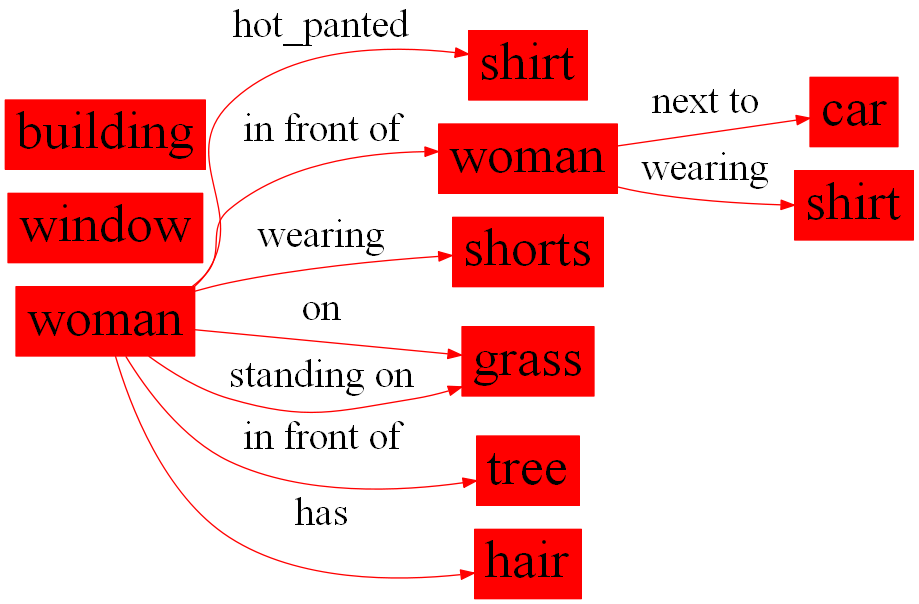 hot_panted
shirt
building
in front of
woman
next to
car
wearing
shirt
window
wearing
shorts
woman
on
grass
standing on
in front of
tree
has
hair